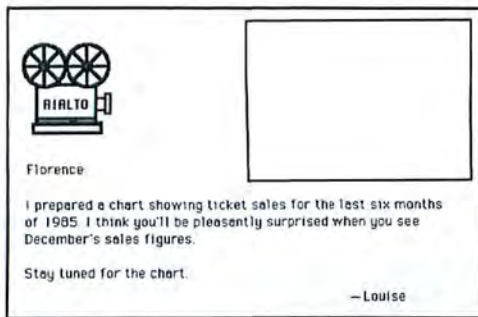 RIALTO
Florence
I prepared a chart showing ticket sales for the last six months
of 1985. I think you'll be pleasantly surprised when you see
December's sales figures.
Stay tuned for the chart.
—Louise